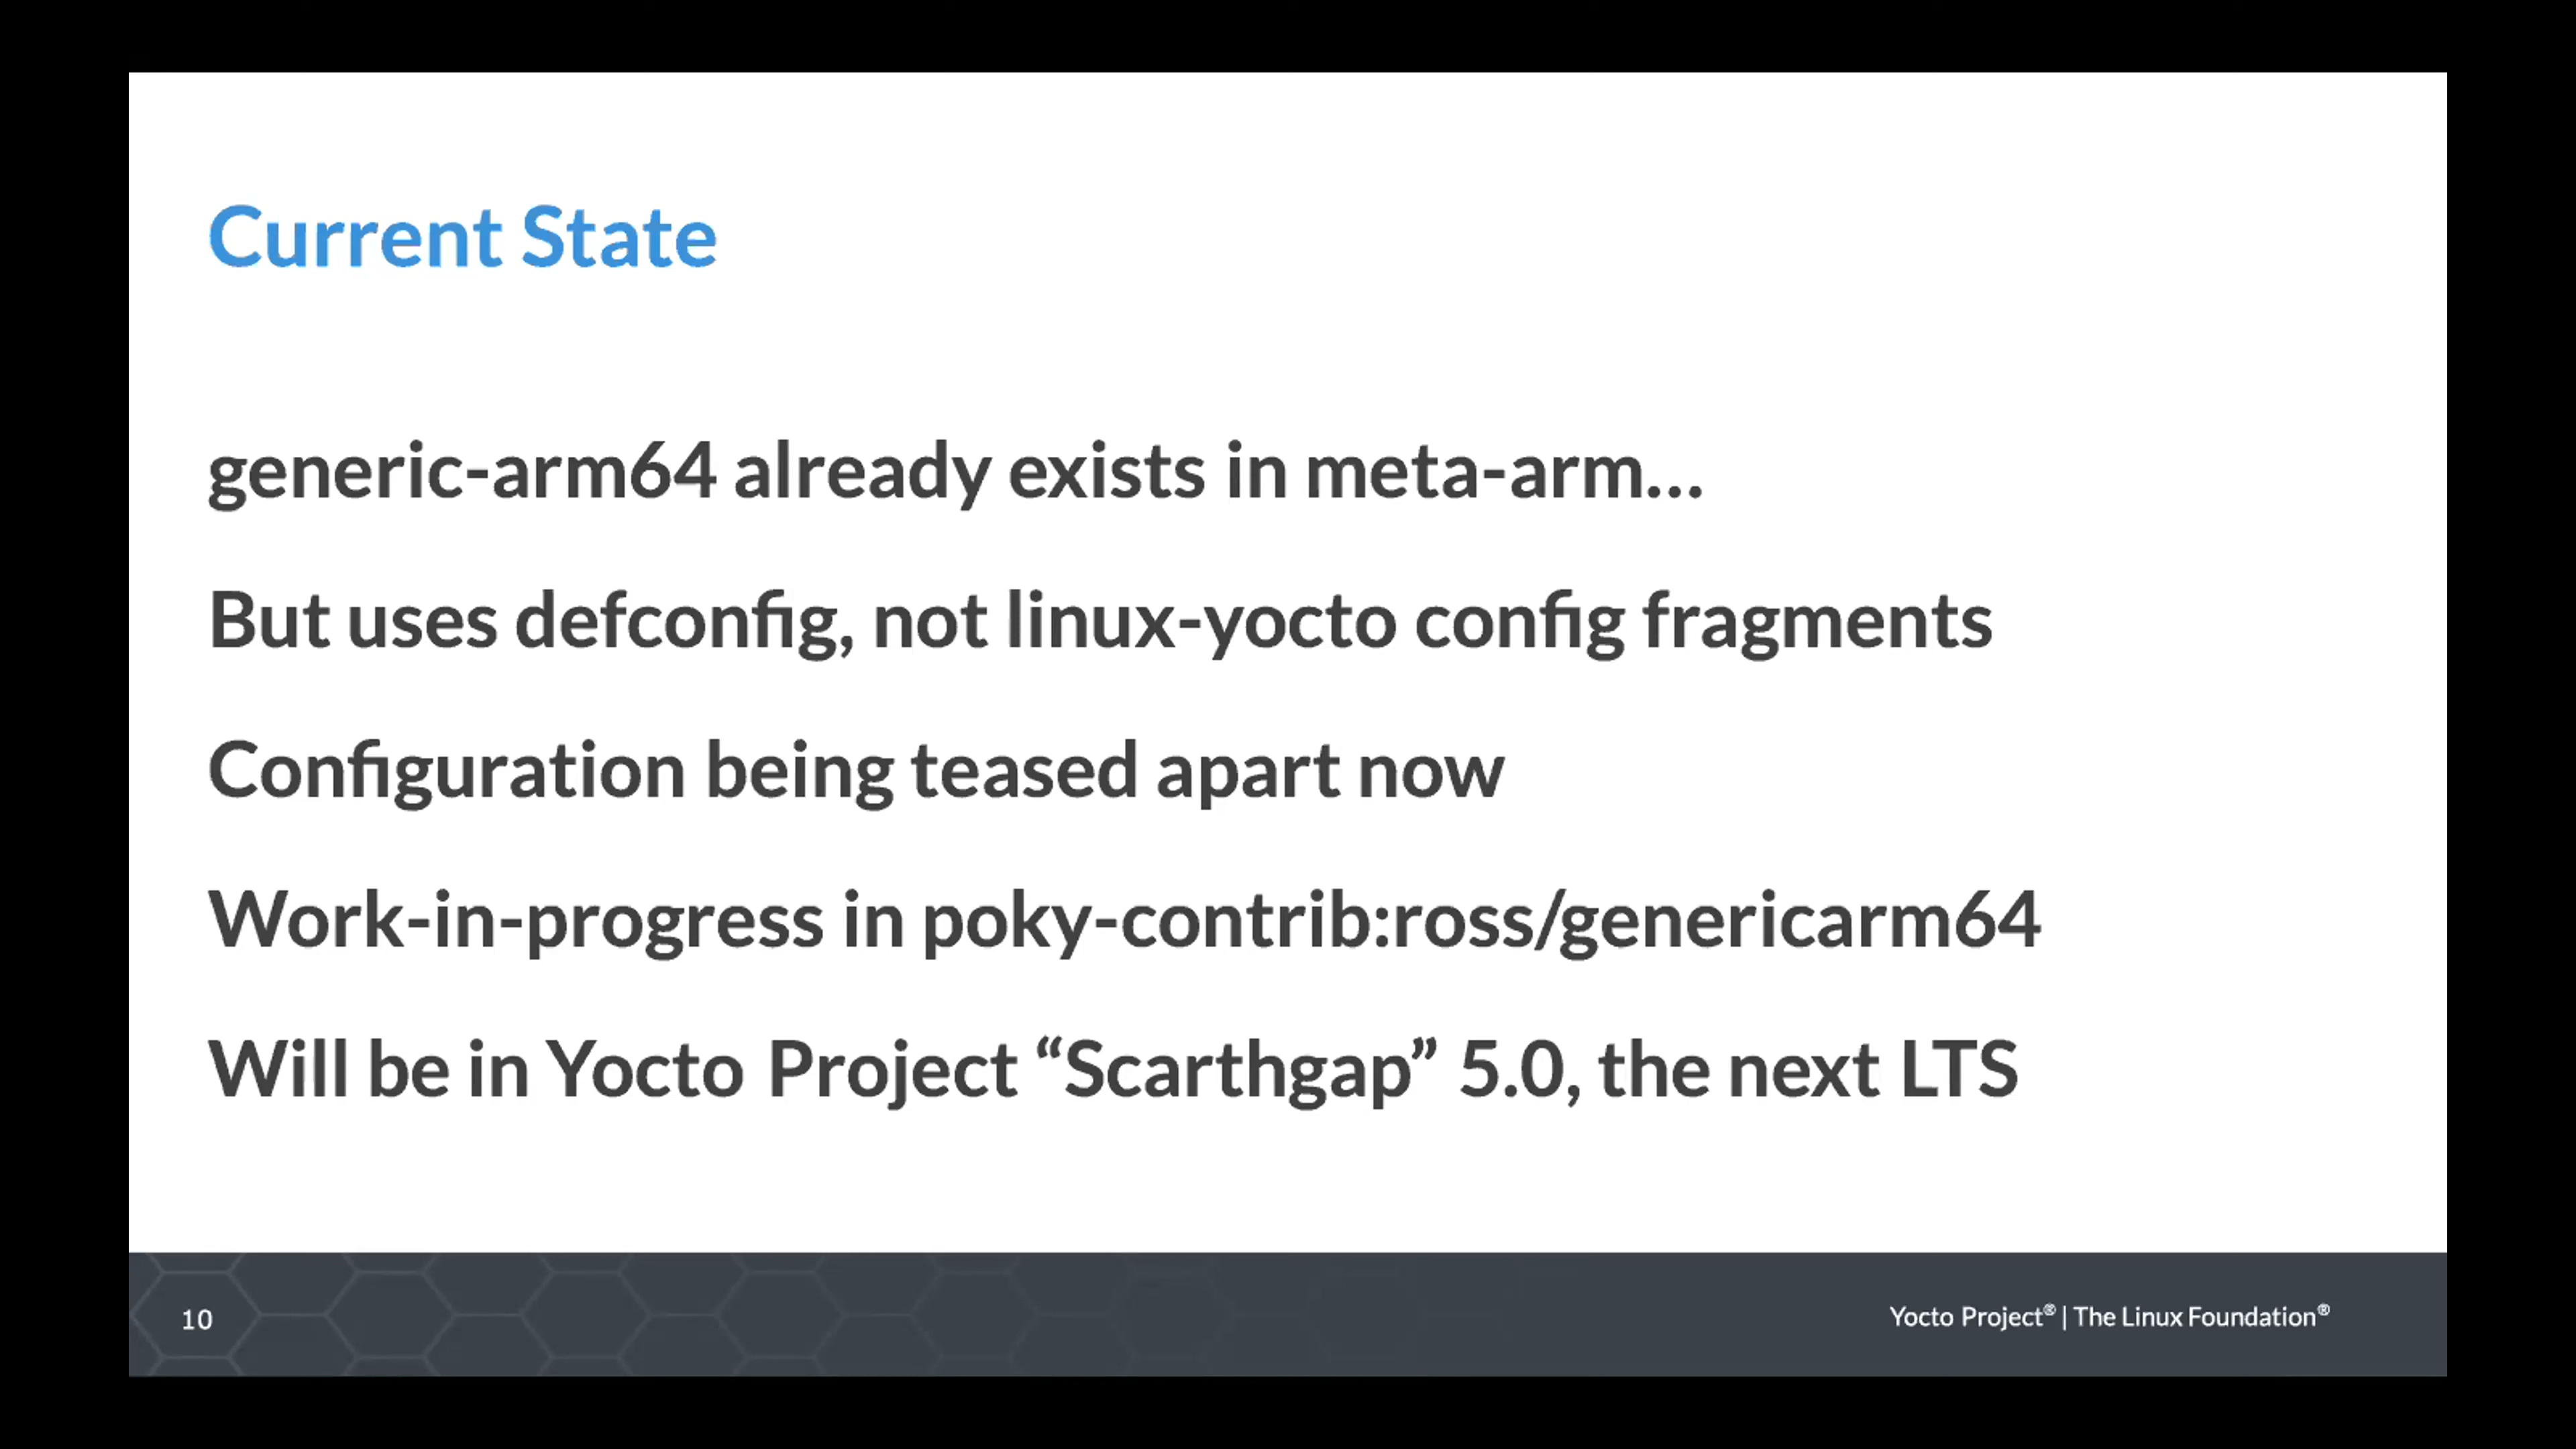 Current State
generic-arm64 already exists in meta-arm…
But uses defconfig, not linux-yocto config fragments
Configuration being teased apart now
Work-in-progress in poky-contrib:ross/genericarm64
Will be in Yocto Project “Scarthgap” 5.0, the next LTS
10
Yocto Project® | The Linux Foundation®